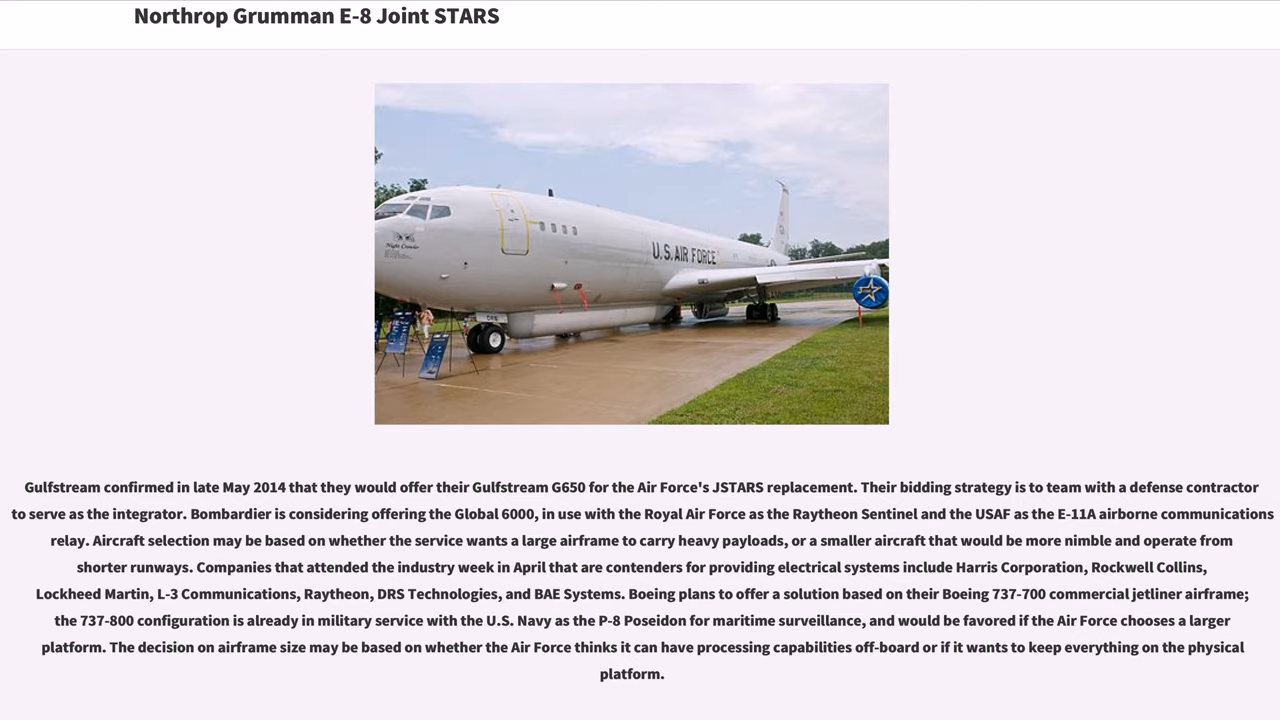 Northrop Grumman E-8 Joint STARS
Night Crawler
U.S. AIR FORCE
Gulfstream confirmed in late May 2014 that they would offer their Gulfstream G650 for the Air Force's JSTARS replacement. Their bidding strategy is to team with a defense contractor
to serve as the integrator. Bombardier is considering offering the Global 6000, in use with the Royal Air Force as the Raytheon Sentinel and the USAF as the E-11A airborne communications
relay. Aircraft selection may be based on whether the service wants a large airframe to carry heavy payloads, or a smaller aircraft that would be more nimble and operate from
shorter runways. Companies that attended the industry week in April that are contenders for providing electrical systems include Harris Corporation, Rockwell Collins,
Lockheed Martin, L-3 Communications, Raytheon, DRS Technologies, and BAE Systems. Boeing plans to offer a solution based on their Boeing 737-700 commercial jetliner airframe;
the 737-800 configuration is already in military service with the U.S. Navy as the P-8 Poseidon for maritime surveillance, and would be favored if the Air Force chooses a larger
platform. The decision on airframe size may be based on whether the Air Force thinks it can have processing capabilities off-board or if it wants to keep everything on the physical
platform.